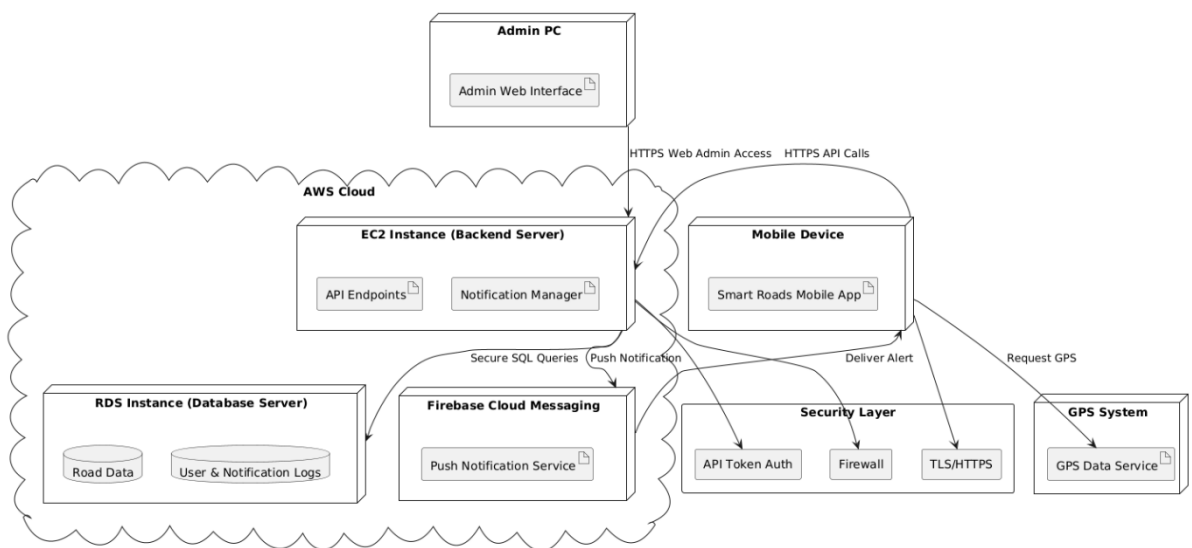 Admin PC
Admin Web Interface
HTTPS Web Admin Access
HTTPS API Calls
AWS Cloud
EC2 Instance (Backend Server)
API Endpoints
Notification Manager
Mobile Device
Smart Roads Mobile App
Secure SQL Queries
Push Notification
Deliver Alert
Request GPS
RDS Instance (Database Server)
Road Data
User & Notification Logs
Firebase Cloud Messaging
Push Notification Service
Security Layer
API Token Auth
Firewall
TLS/HTTPS
GPS System
GPS Data Service